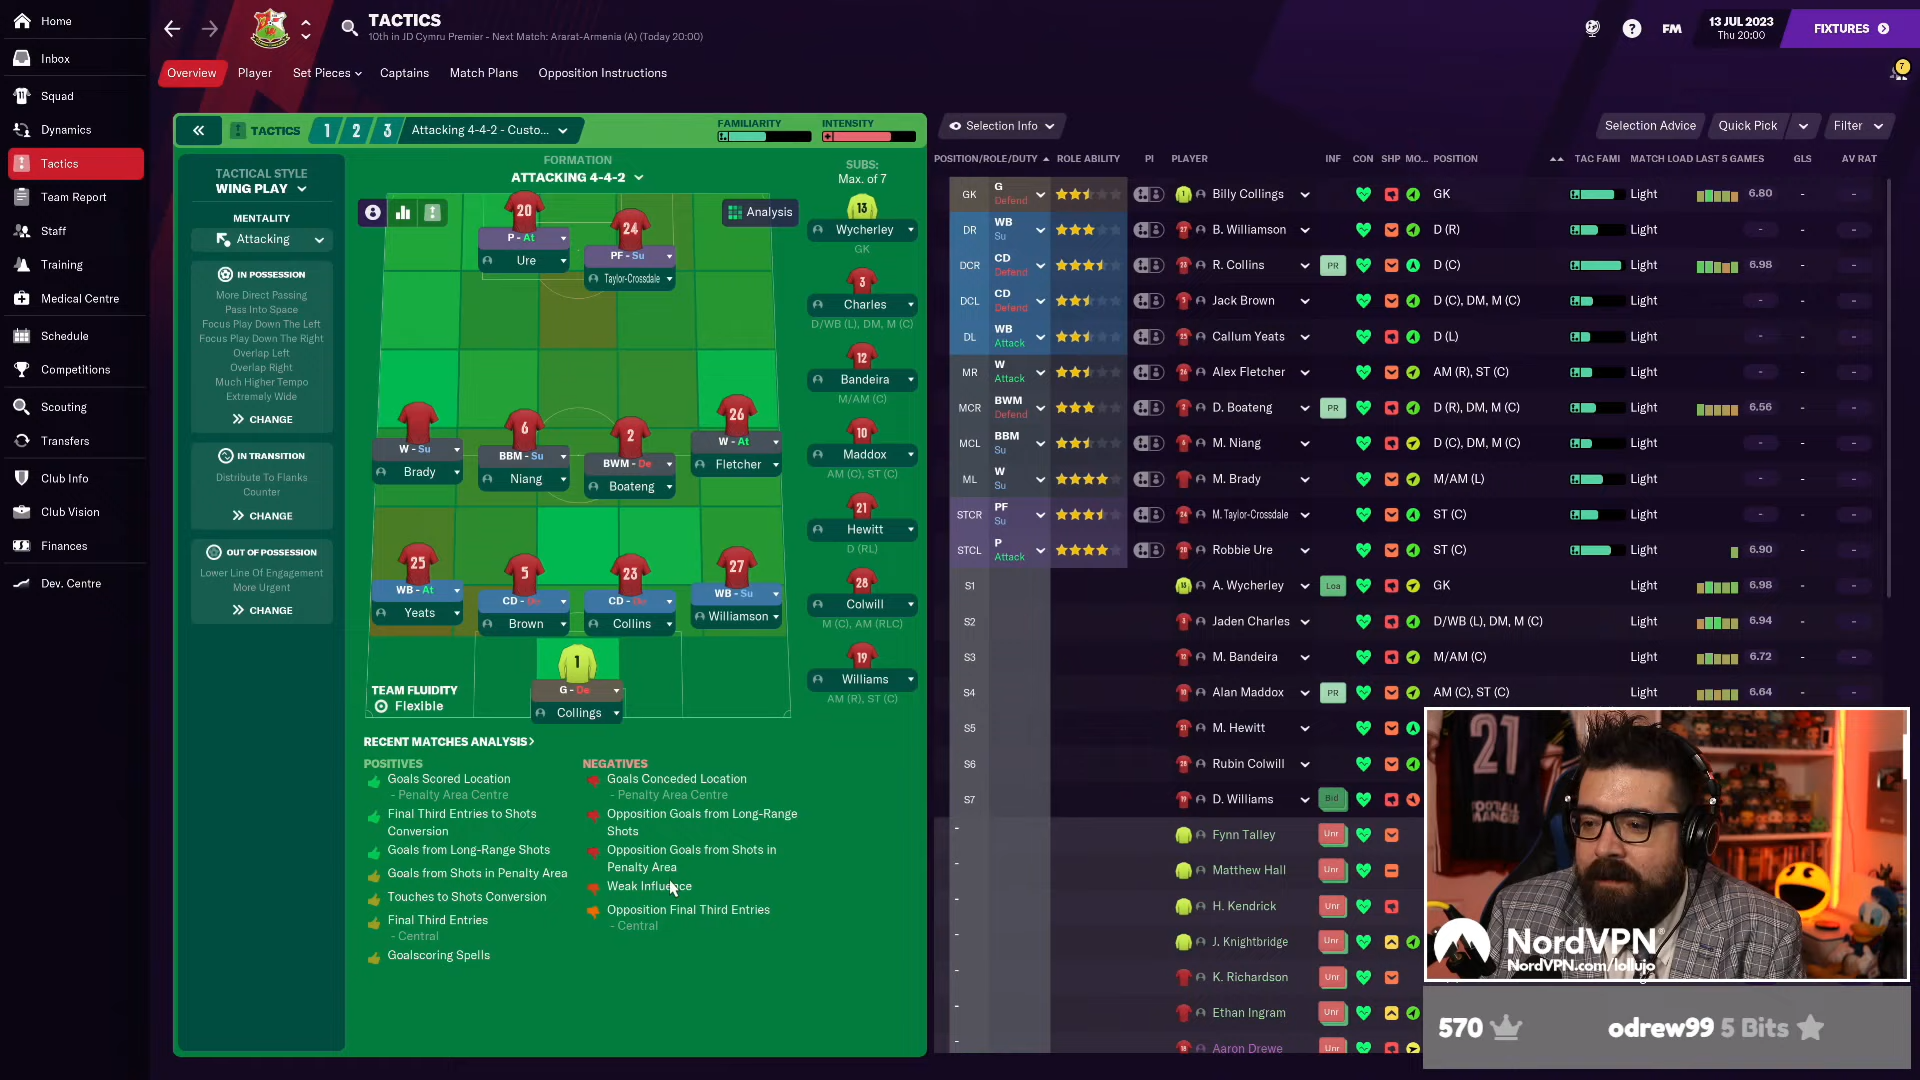 Home
Inbox
Squad
Dynamics
Tactics
Team Report
Staff
Training
Medical Centre
Schedule
Competitions
Scouting
Transfers
Club Info
Club Vision
Finances
Dev. Centre
TACTICS
10th in JD Cymru Premier - Next Match: Ararat-Armenia (A) (Today 20:00)
FM
13 JUL 2023
Thu 20:00
FIXTURES
7
Overview
Player
Set Pieces
Captains
Match Plans
Opposition Instructions
TACTICS
1
2
3
Attacking 4-4-2 - Custo...
FAMILIARITY
INTENSITY
TACTICAL STYLE
WING PLAY
MENTALITY
Attacking
IN POSSESSION
More Direct Passing
Pass Into Space
Focus Play Down The Left
Focus Play Down The Right
Overlap Left
Overlap Right
Much Higher Tempo
Extremely Wide
CHANGE
IN TRANSITION
Distribute To Flanks
Counter
CHANGE
OUT OF POSSESSION
Lower Line Of Engagement
More Urgent
CHANGE
FORMATION
ATTACKING 4-4-2
Analysis
20
P - At
Ure
24
PF - Su
Taylor-Crossdale
W - Su
Brady
6
BBM - Su
Niang
2
BWM - De
Boateng
26
W - At
Fletcher
25
WB - At
Yeats
5
CD - De
Brown
23
CD - De
Collins
27
WB - Su
Williamson
1
G - De
Collings
TEAM FLUIDITY
Flexible
SUBS:
Max. of 7
13
Wycherley
GK
3
Charles
D/WB (L), DM, M (C)
12
Bandeira
M/AM (C)
10
Maddox
AM (C), ST (C)
21
Hewitt
D (RL)
28
Colwill
M (C), AM (RLC)
19
Williams
AM (R), ST (C)
RECENT MATCHES ANALYSIS
POSITIVES
Goals Scored Location
- Penalty Area Centre
Final Third Entries to Shots
Conversion
Goals from Long-Range Shots
Goals from Shots in Penalty Area
Touches to Shots Conversion
Final Third Entries
- Central
Goalscoring Spells
NEGATIVES
Goals Conceded Location
- Penalty Area Centre
Opposition Goals from Long-Range
Shots
Opposition Goals from Shots in
Penalty Area
Weak Influence
Opposition Final Third Entries
- Central
Selection Info
Selection Advice
Quick Pick
Filter
POSITION/ROLE/DUTY ROLE ABILITY PI PLAYER INF CON SHP MO... POSITION TAC FAMI MATCH LOAD LAST 5 GAMES GLS AV RAT
GK G Defend Billy Collings GK Light 6.80 - -
DR WB Su B. Williamson D (R) Light - - -
DCR CD Defend R. Collins PR D (C) Light 6.98 - -
DCL CD Defend Jack Brown D (C), DM, M (C) Light - - -
DL WB Attack Callum Yeats D (L) Light - - -
MR W Attack Alex Fletcher AM (R), ST (C) Light - - -
MCR BWM Defend D. Boateng PR D (R), DM, M (C) Light 6.56 - -
MCL BBM Su M. Niang D (C), DM, M (C) Light - - -
ML W Su M. Brady M/AM (L) Light - - -
STCR PF Su M. Taylor-Crossdale ST (C) Light - - -
STCL P Attack Robbie Ure ST (C) Light 6.90 - -
S1 A. Wycherley Loa GK Light 6.98 - -
S2 Jaden Charles D/WB (L), DM, M (C) Light 6.94 - -
S3 M. Bandeira M/AM (C) Light 6.72 - -
S4 Alan Maddox PR AM (C), ST (C) Light 6.64 - -
S5 M. Hewitt
S6 Rubin Colwill
S7 D. Williams Bid
- Fynn Talley Unr
- Matthew Hall Unr
- H. Kendrick Unr
- J. Knightbridge Unr
- K. Richardson Unr
- Ethan Ingram Unr
- Aaron Drewe Unr
21
NordVPN
NordVPN.com/lollujo
570
odrew99 5 Bits